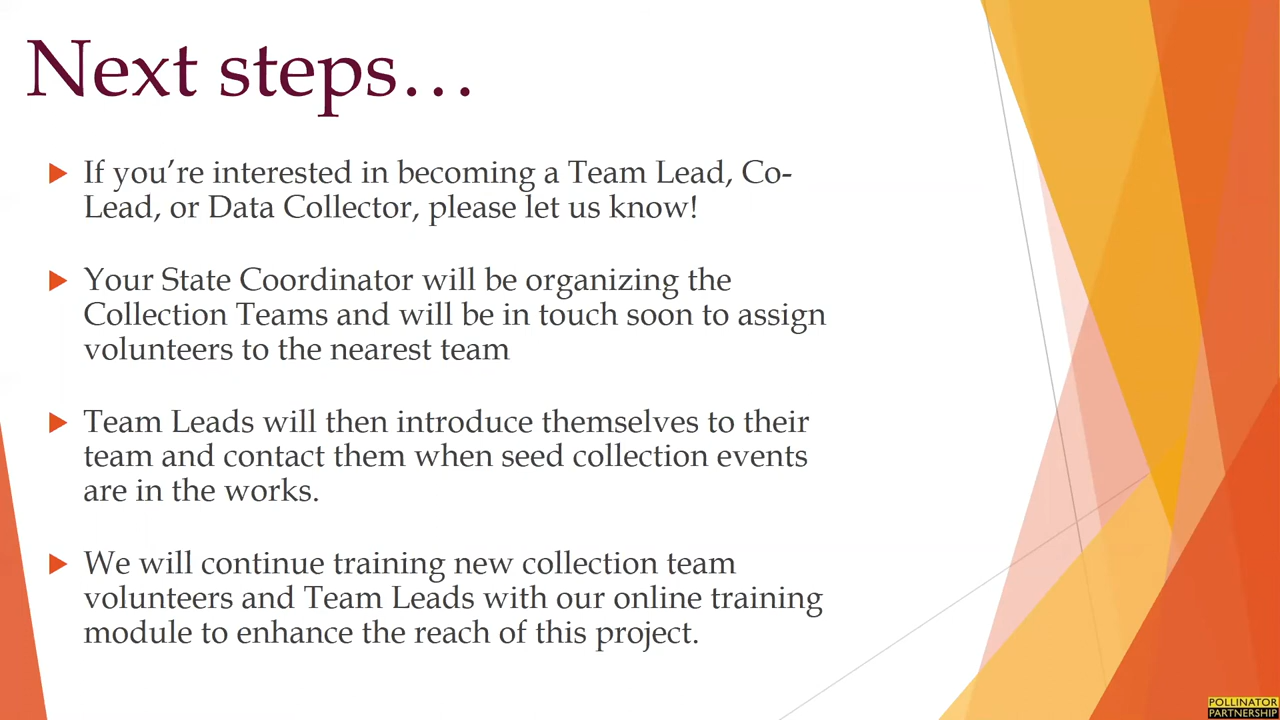 Next steps...
If you’re interested in becoming a Team Lead, Co-
Lead, or Data Collector, please let us know!
Your State Coordinator will be organizing the
Collection Teams and will be in touch soon to assign
volunteers to the nearest team
Team Leads will then introduce themselves to their
team and contact them when seed collection events
are in the works.
We will continue training new collection team
volunteers and Team Leads with our online training
module to enhance the reach of this project.
POLLINATOR
PARTNERSHIP